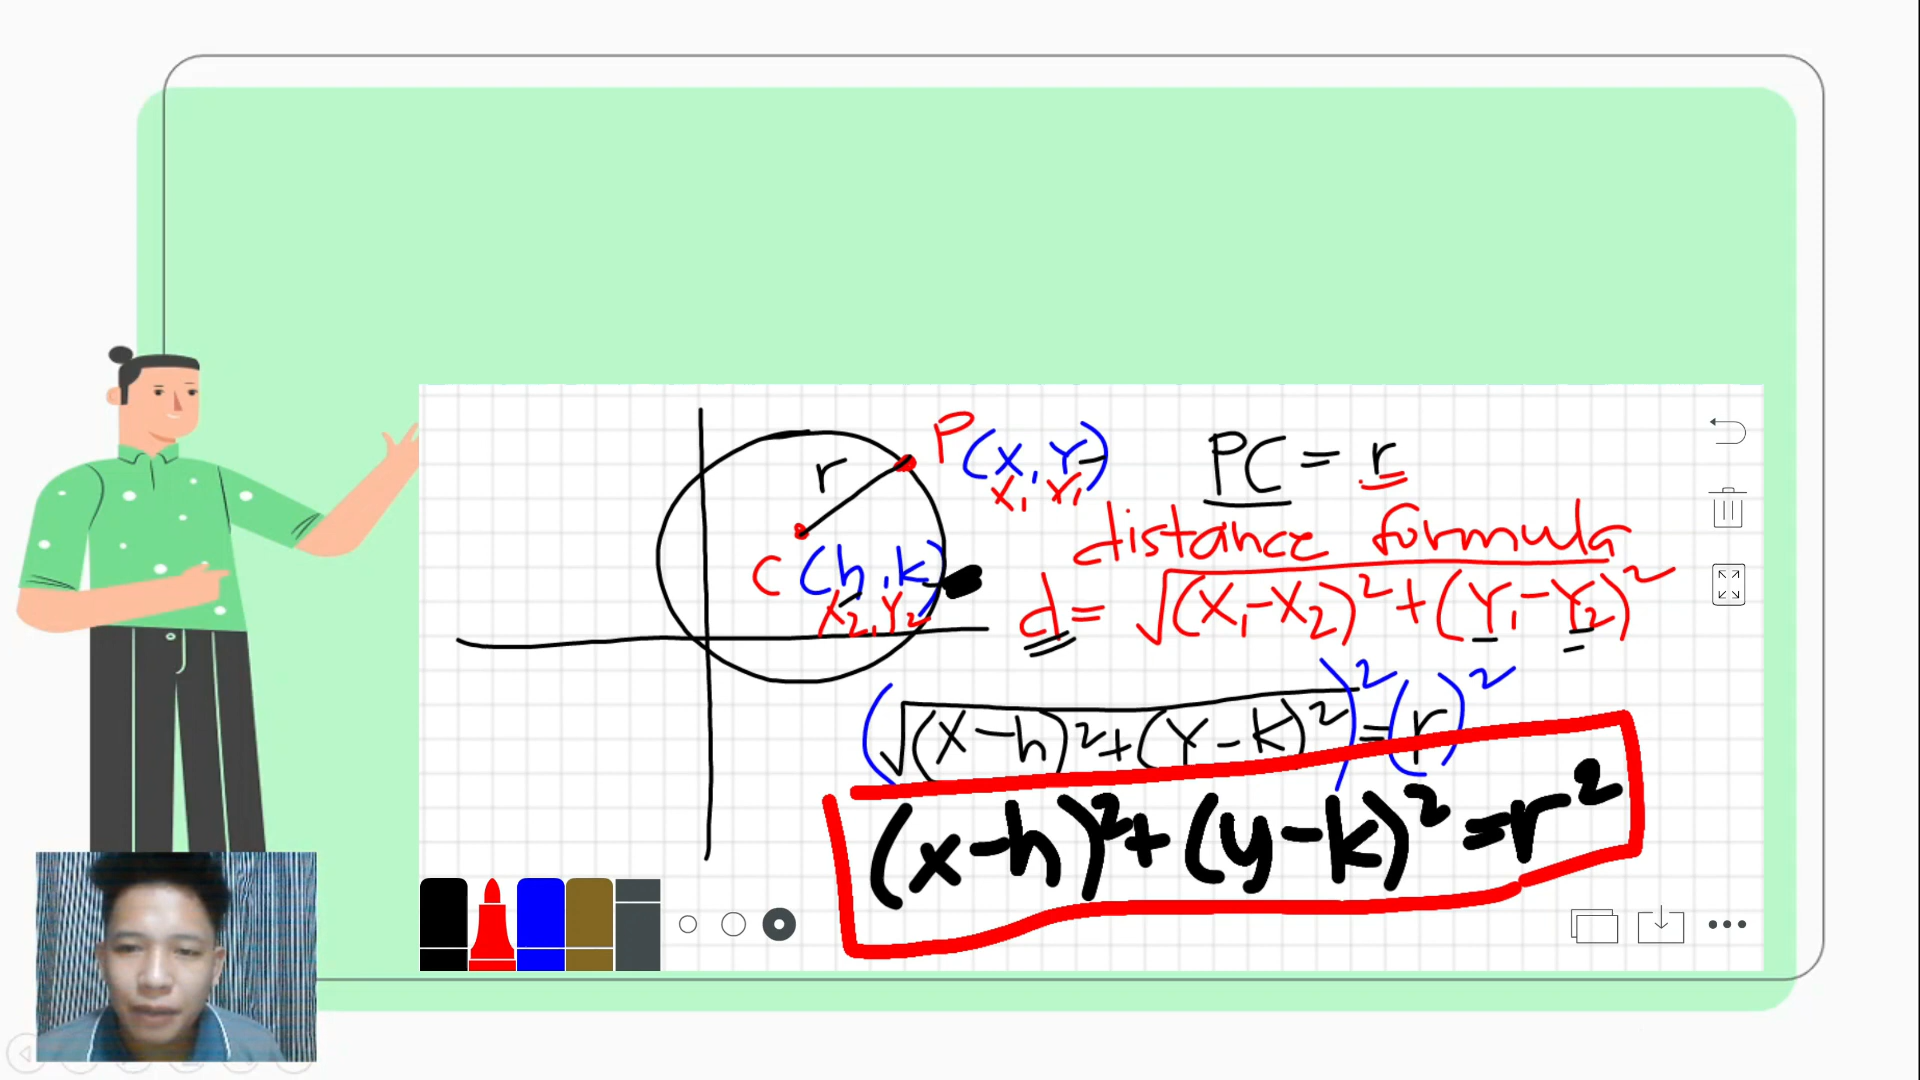 r
P(X, Y)
X₁ Y₁
C (h, k)
X₂, Y₂
PC = r
distance formula
d = √(X₁-X₂)² + (Y₁-Y₂)²
(√(X-h)² + (Y-k)²)² = (r)²
(x-h)² + (y-k)² = r²